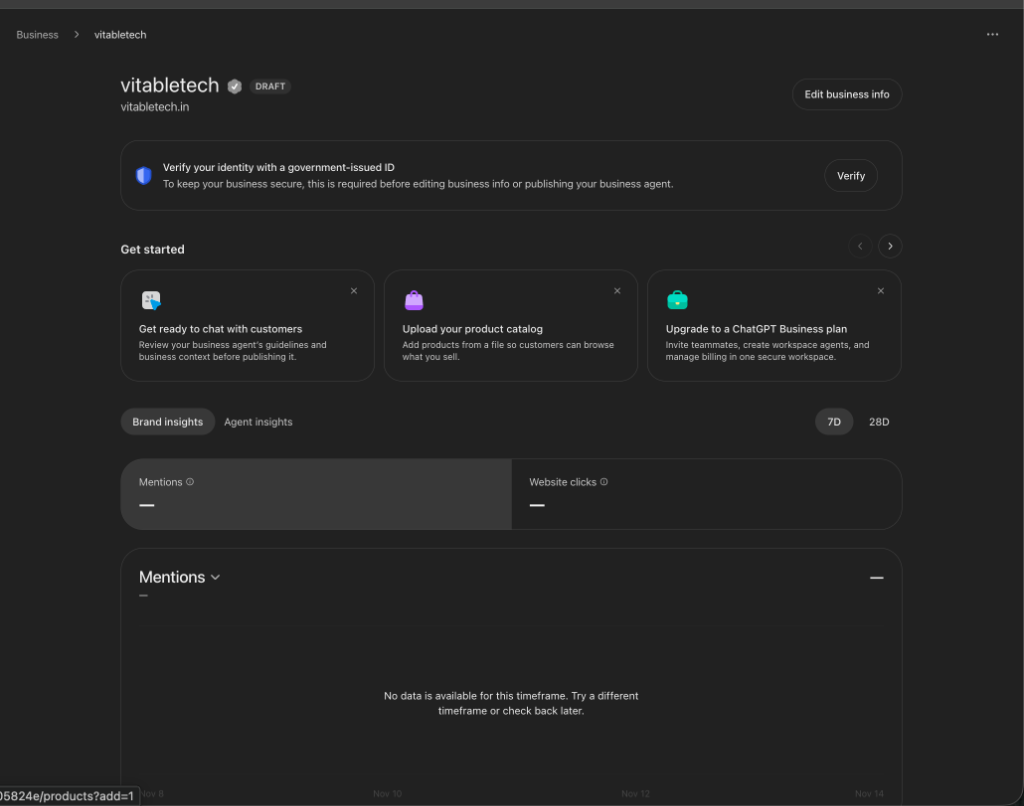 Business > vitabletech
vitabletech DRAFT
vitabletech.in
Edit business info
Verify your identity with a government-issued ID
To keep your business secure, this is required before editing business info or publishing your business agent.
Verify
Get started
Get ready to chat with customers
Review your business agent's guidelines and
business context before publishing it.
Upload your product catalog
Add products from a file so customers can browse
what you sell.
Upgrade to a ChatGPT Business plan
Invite teammates, create workspace agents, and
manage billing in one secure workspace.
Brand insights Agent insights
7D 28D
Mentions
—
Website clicks
—
Mentions
—
—
No data is available for this timeframe. Try a different
timeframe or check back later.
05824e/products?add=1
Nov 8 Nov 10 Nov 12 Nov 14